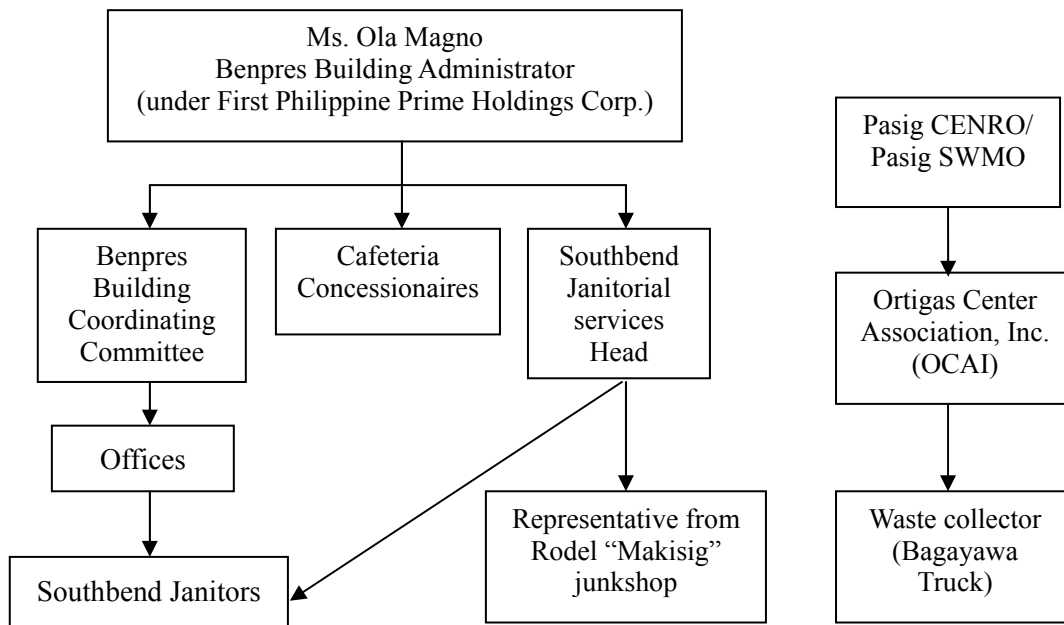 Ms. Ola Magno
Benpres Building Administrator
(under First Philippine Prime Holdings Corp.)
Pasig CENRO/
Pasig SWMO
Benpres
Building
Coordinating
Committee
Cafeteria
Concessionaires
Southbend
Janitorial
services
Head
Ortigas Center
Association, Inc.
(OCAI)
Offices
Southbend Janitors
Representative from
Rodel “Makisig”
junkshop
Waste collector
(Bagayawa
Truck)